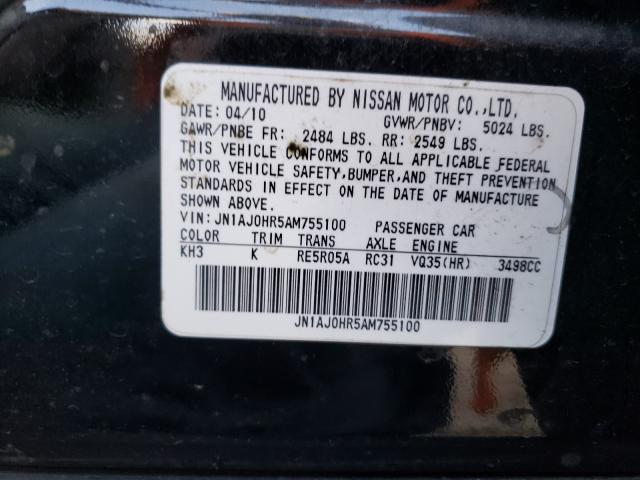 MANUFACTURED BY NISSAN MOTOR CO.,LTD.
DATE: 04/10 GVWR/PNBV: 5024 LBS.
GAWR/PNBE FR: 2484 LBS. RR: 2549 LBS.
THIS VEHICLE CONFORMS TO ALL APPLICABLE FEDERAL
MOTOR VEHICLE SAFETY,BUMPER,AND THEFT PREVENTION
STANDARDS IN EFFECT ON THE DATE OF MANUFACTURE
SHOWN ABOVE.
VIN:JN1AJ0HR5AM755100 PASSENGER CAR
COLOR TRIM TRANS AXLE ENGINE
KH3 K RE5R05A RC31 VQ35(HR) 3498CC
JN1AJ0HR5AM755100